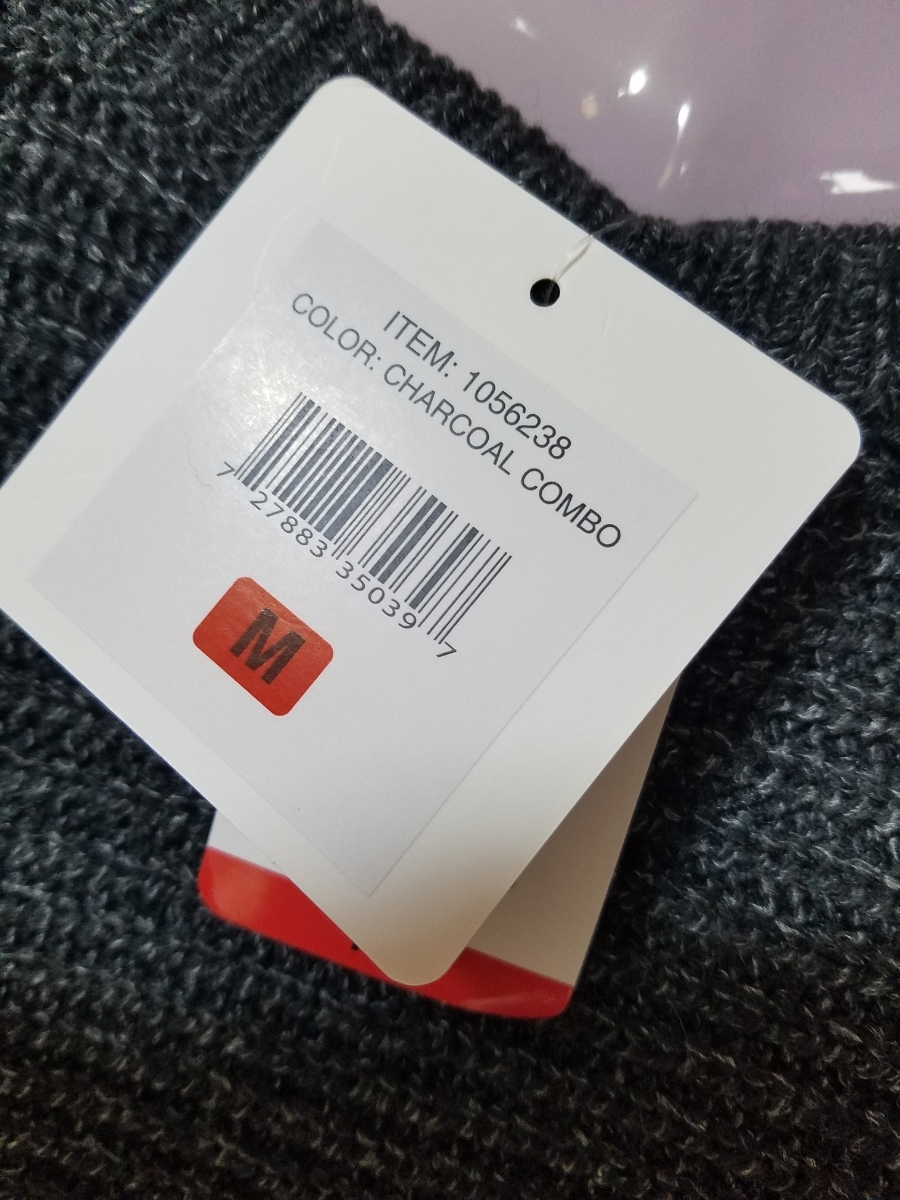 ITEM: 1056238
COLOR: CHARCOAL COMBO
7 27883 35039 7
M